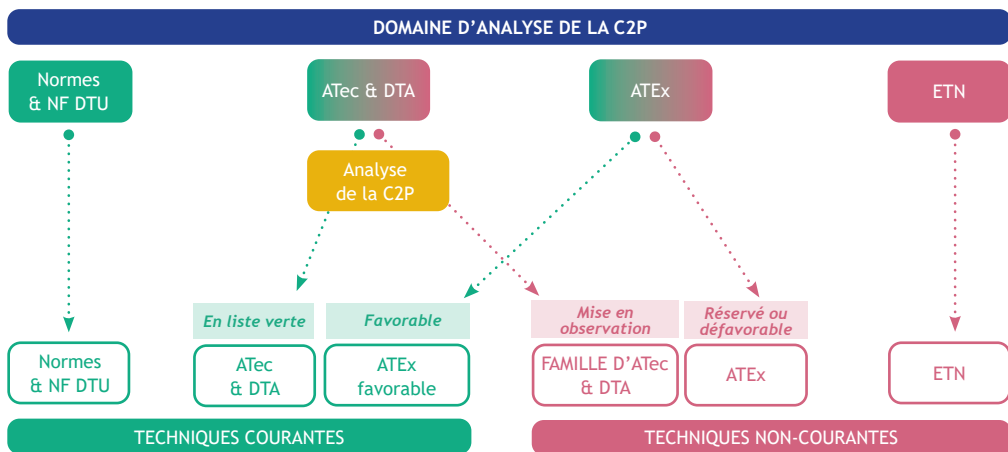 DOMAINE D’ANALYSE DE LA C2P
Normes
& NF DTU
ATec & DTA
ATEx
ETN
Analyse
de la C2P
En liste verte
Favorable
Mise en
observation
Réservé ou
défavorable
Normes
& NF DTU
ATec
& DTA
ATEx
favorable
FAMILLE D’ATec
& DTA
ATEx
ETN
TECHNIQUES COURANTES
TECHNIQUES NON-COURANTES